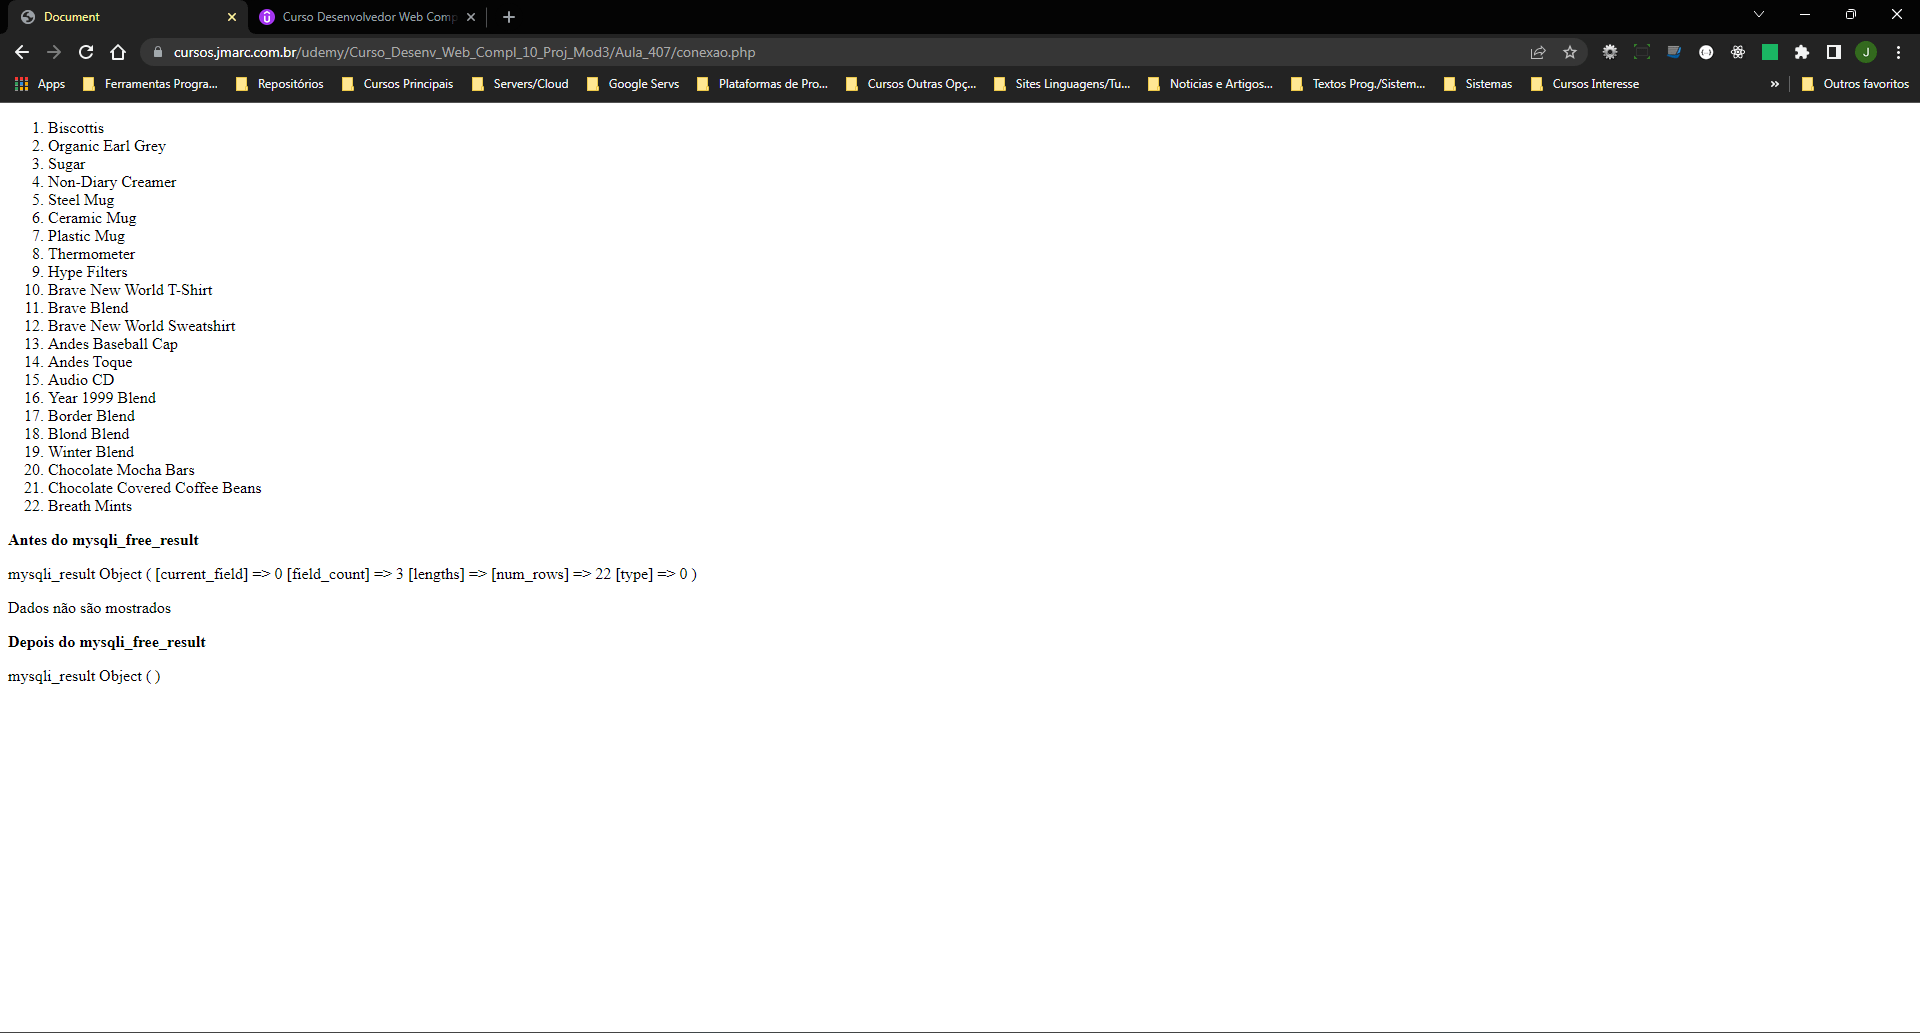 Document
Curso Desenvolvedor Web Comp
cursos.jmarc.com.br/udemy/Curso_Desenv_Web_Compl_10_Proj_Mod3/Aula_407/conexao.php
J
Apps Ferramentas Progra... Repositórios Cursos Principais Servers/Cloud Google Servs Plataformas de Pro... Cursos Outras Opç... Sites Linguagens/Tu... Noticias e Artigos... Textos Prog./Sistem... Sistemas Cursos Interesse » Outros favoritos
1. Biscottis
2. Organic Earl Grey
3. Sugar
4. Non-Diary Creamer
5. Steel Mug
6. Ceramic Mug
7. Plastic Mug
8. Thermometer
9. Hype Filters
10. Brave New World T-Shirt
11. Brave Blend
12. Brave New World Sweatshirt
13. Andes Baseball Cap
14. Andes Toque
15. Audio CD
16. Year 1999 Blend
17. Border Blend
18. Blond Blend
19. Winter Blend
20. Chocolate Mocha Bars
21. Chocolate Covered Coffee Beans
22. Breath Mints
Antes do mysqli_free_result
mysqli_result Object ( [current_field] => 0 [field_count] => 3 [lengths] => [num_rows] => 22 [type] => 0 )
Dados não são mostrados
Depois do mysqli_free_result
mysqli_result Object ( )